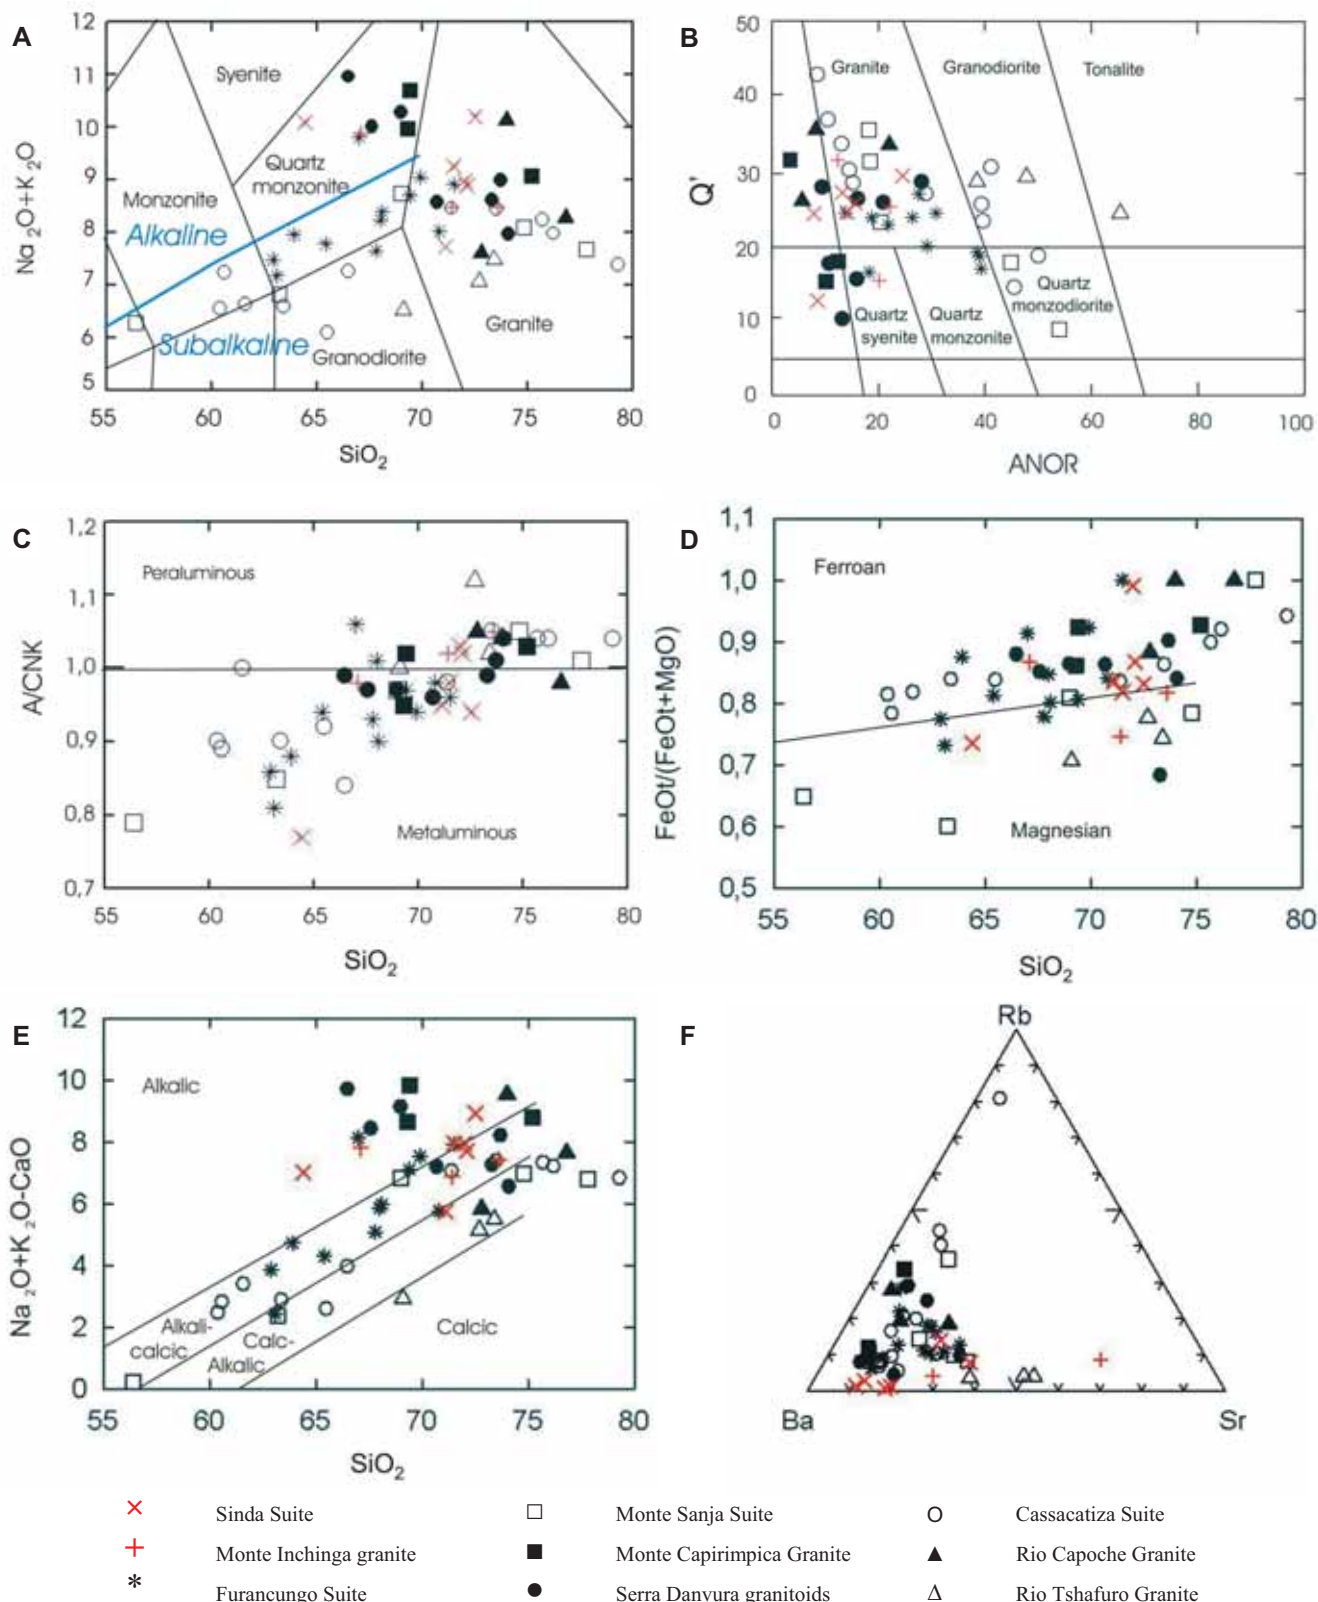 A
12
11
10
9
8
7
6
5
Na2O+K2O
Syenite
Quartz
monzonite
Monzonite
Alkaline
Subalkaline
Granodiorite
Granite
55 60 65 70 75 80
SiO2
B
50
40
30
20
10
0
Q'
Granite Granodiorite Tonalite
Quartz
syenite
Quartz
monzonite
Quartz
monzodiorite
0 20 40 60 80 100
ANOR
C
1,2
1,1
1,0
0,9
0,8
0,7
A/CNK
Peraluminous
Metaluminous
55 60 65 70 75 80
SiO2
D
1,1
1,0
0,9
0,8
0,7
0,6
0,5
FeOt/(FeOt+MgO)
Ferroan
Magnesian
55 60 65 70 75 80
SiO2
E
12
10
8
6
4
2
0
Na2O+K2O-CaO
Alkalic
Alkali-
calcic
Calc-
Alkalic
Calcic
55 60 65 70 75 80
SiO2
F
Rb
Ba Sr
Sinda Suite Monte Sanja Suite Cassacatiza Suite
Monte Inchinga granite Monte Capirimpica Granite Rio Capoche Granite
Furancungo Suite Serra Danvura granitoids Rio Tshafuro Granite